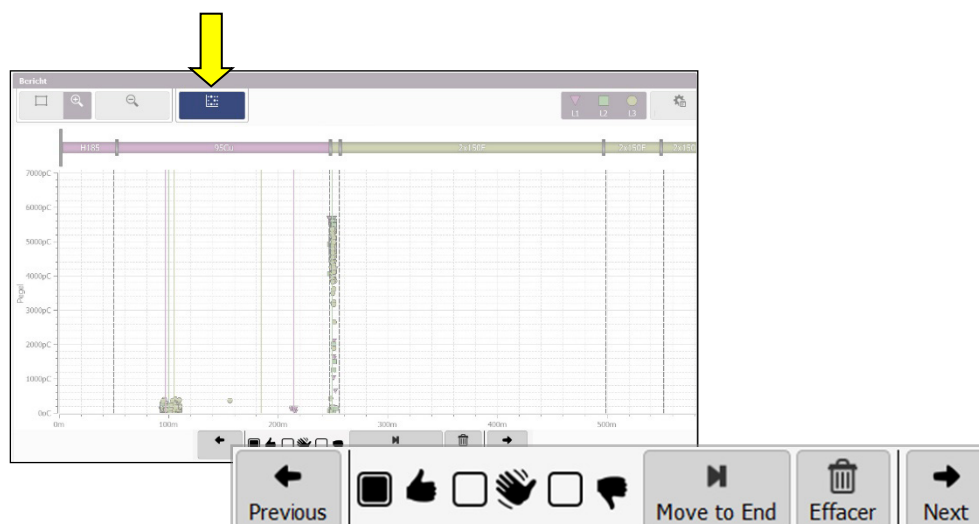 Bericht
L1 L2 L3
H185 95Cu 2x150E 2x150E 2x150
7000pC
6000pC
5000pC
4000pC
3000pC
2000pC
1000pC
0pC
Pegel
0m 100m 200m 300m 400m 500m
Previous Move to End Effacer Next